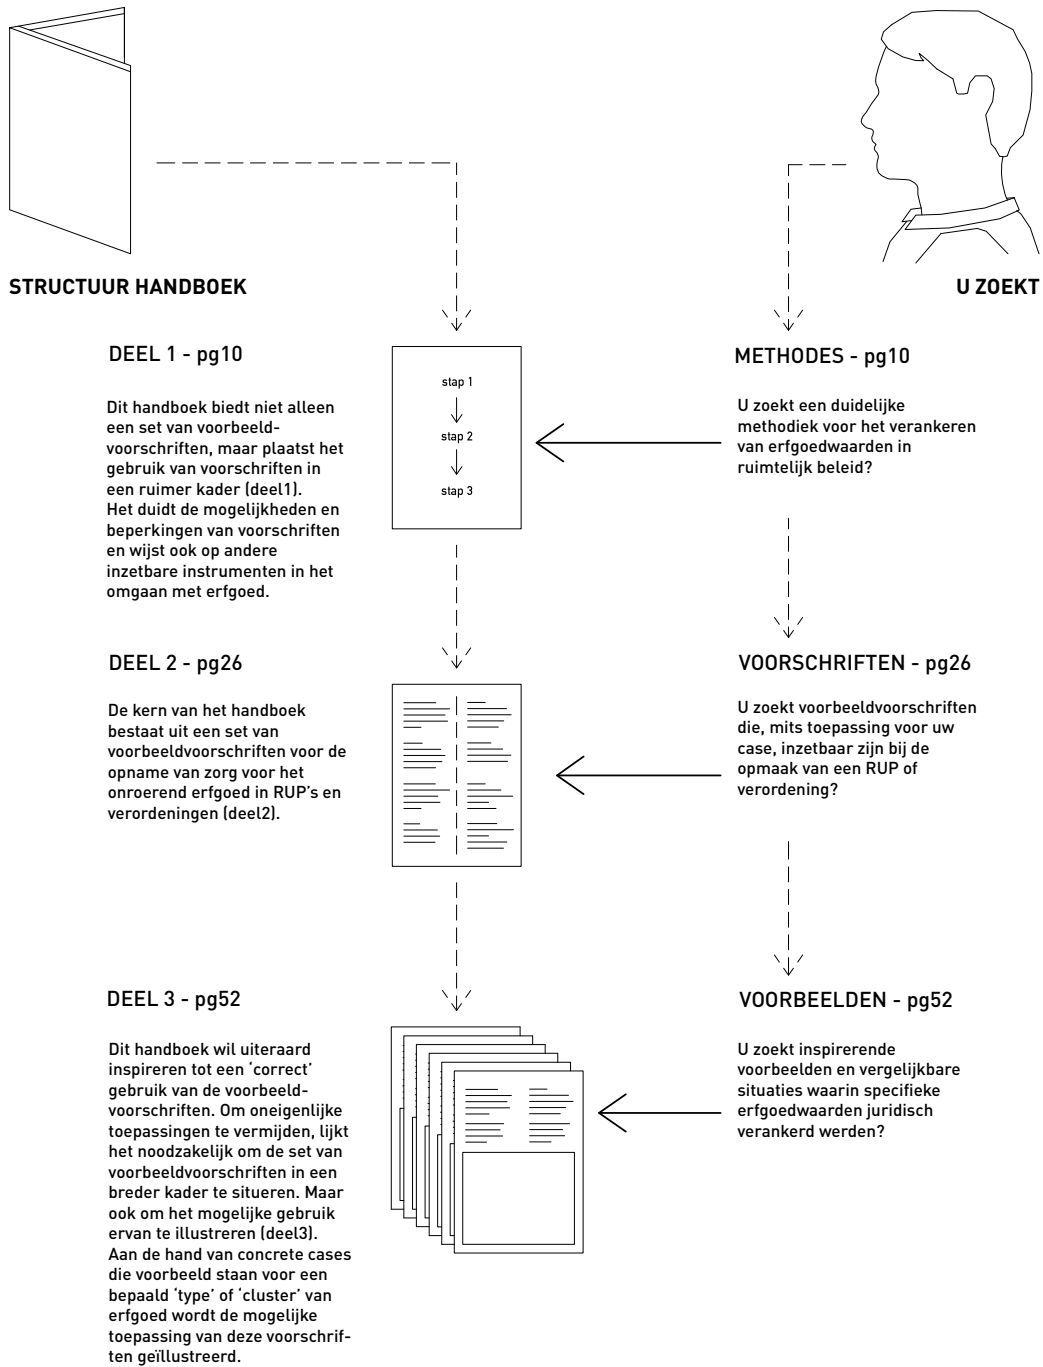 STRUCTUUR HANDBOEK
U ZOEKT
DEEL 1 - pg10
Dit handboek biedt niet alleen
een set van voorbeeld-
voorschriften, maar plaatst het
gebruik van voorschriften in
een ruimer kader (deel1).
Het duidt de mogelijkheden en
beperkingen van voorschriften
en wijst ook op andere
inzetbare instrumenten in het
omgaan met erfgoed.
stap 1
stap 2
stap 3
METHODES - pg10
U zoekt een duidelijke
methodiek voor het verankeren
van erfgoedwaarden in
ruimtelijk beleid?
DEEL 2 - pg26
De kern van het handboek
bestaat uit een set van
voorbeeldvoorschriften voor de
opname van zorg voor het
onroerend erfgoed in RUP's en
verordeningen (deel2).
VOORSCHRIFTEN - pg26
U zoekt voorbeeldvoorschriften
die, mits toepassing voor uw
case, inzetbaar zijn bij de
opmaak van een RUP of
verordening?
DEEL 3 - pg52
Dit handboek wil uiteraard
inspireren tot een ‘correct’
gebruik van de voorbeeld-
voorschriften. Om oneigenlijke
toepassingen te vermijden, lijkt
het noodzakelijk om de set van
voorbeeldvoorschriften in een
breder kader te situeren. Maar
ook om het mogelijke gebruik
ervan te illustreren (deel3).
Aan de hand van concrete cases
die voorbeeld staan voor een
bepaald ‘type’ of ‘cluster’ van
erfgoed wordt de mogelijke
toepassing van deze voorschrif-
ten geïllustreerd.
VOORBEELDEN - pg52
U zoekt inspirerende
voorbeelden en vergelijkbare
situaties waarin specifieke
erfgoedwaarden juridisch
verankerd werden?